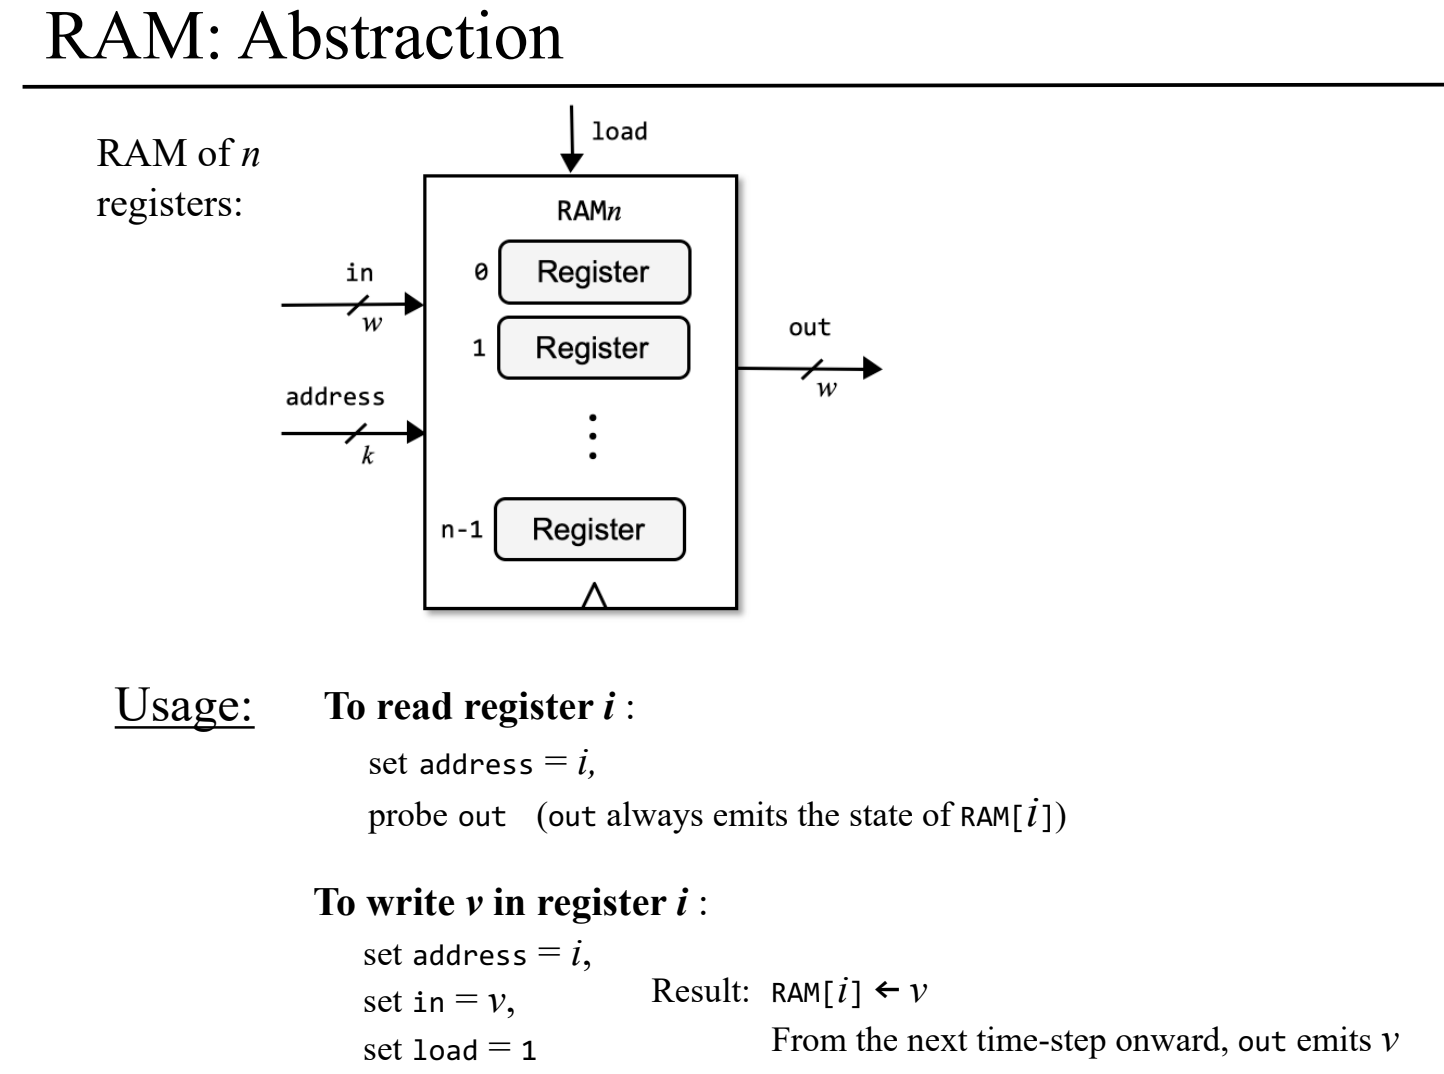 RAM: Abstraction
RAM of n
registers:
load
RAMn
in
w
0 Register
1 Register
address
k
n-1 Register
out
w
Usage:
To read register i :
set address = i,
probe out (out always emits the state of RAM[i])
To write v in register i :
set address = i,
set in = v,
set load = 1
Result: RAM[i] ← v
From the next time-step onward, out emits v